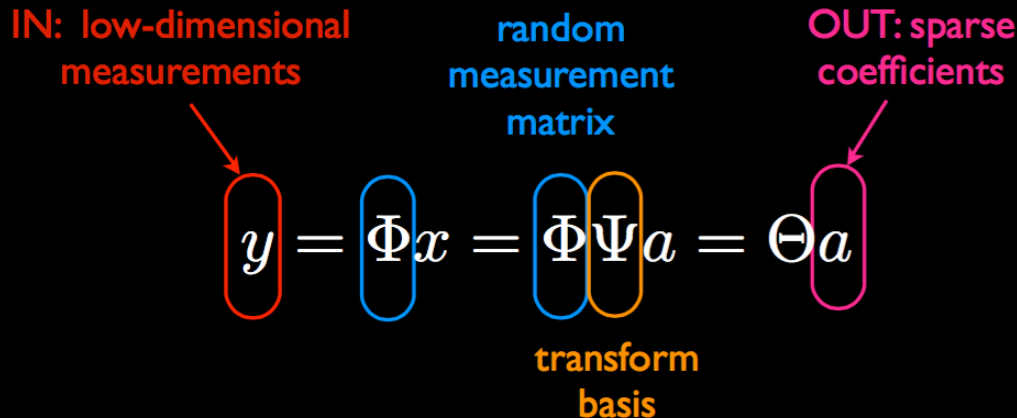 IN: low-dimensional
measurements
random
measurement
matrix
OUT: sparse
coefficients
y = Φx = ΦΨa = Θa
transform
basis